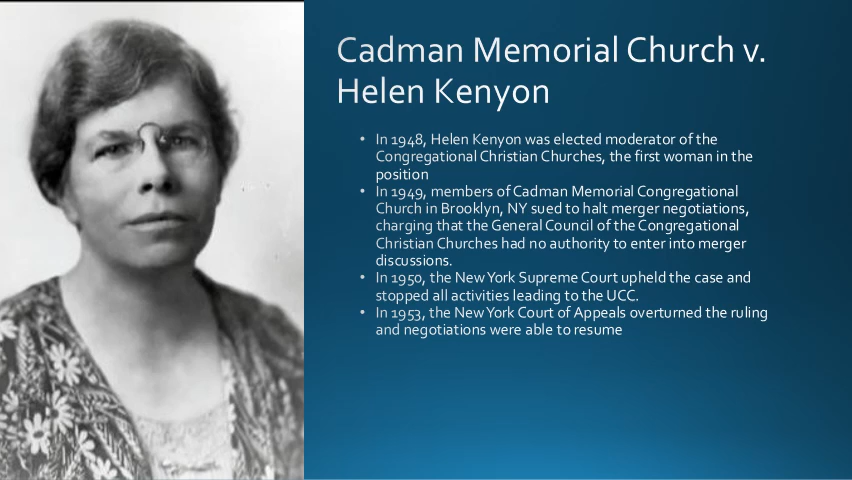 Cadman Memorial Church v.
Helen Kenyon
• In 1948, Helen Kenyon was elected moderator of the
Congregational Christian Churches, the first woman in the
position
• In 1949, members of Cadman Memorial Congregational
Church in Brooklyn, NY sued to halt merger negotiations,
charging that the General Council of the Congregational
Christian Churches had no authority to enter into merger
discussions.
• In 1950, the New York Supreme Court upheld the case and
stopped all activities leading to the UCC.
• In 1953, the New York Court of Appeals overturned the ruling
and negotiations were able to resume